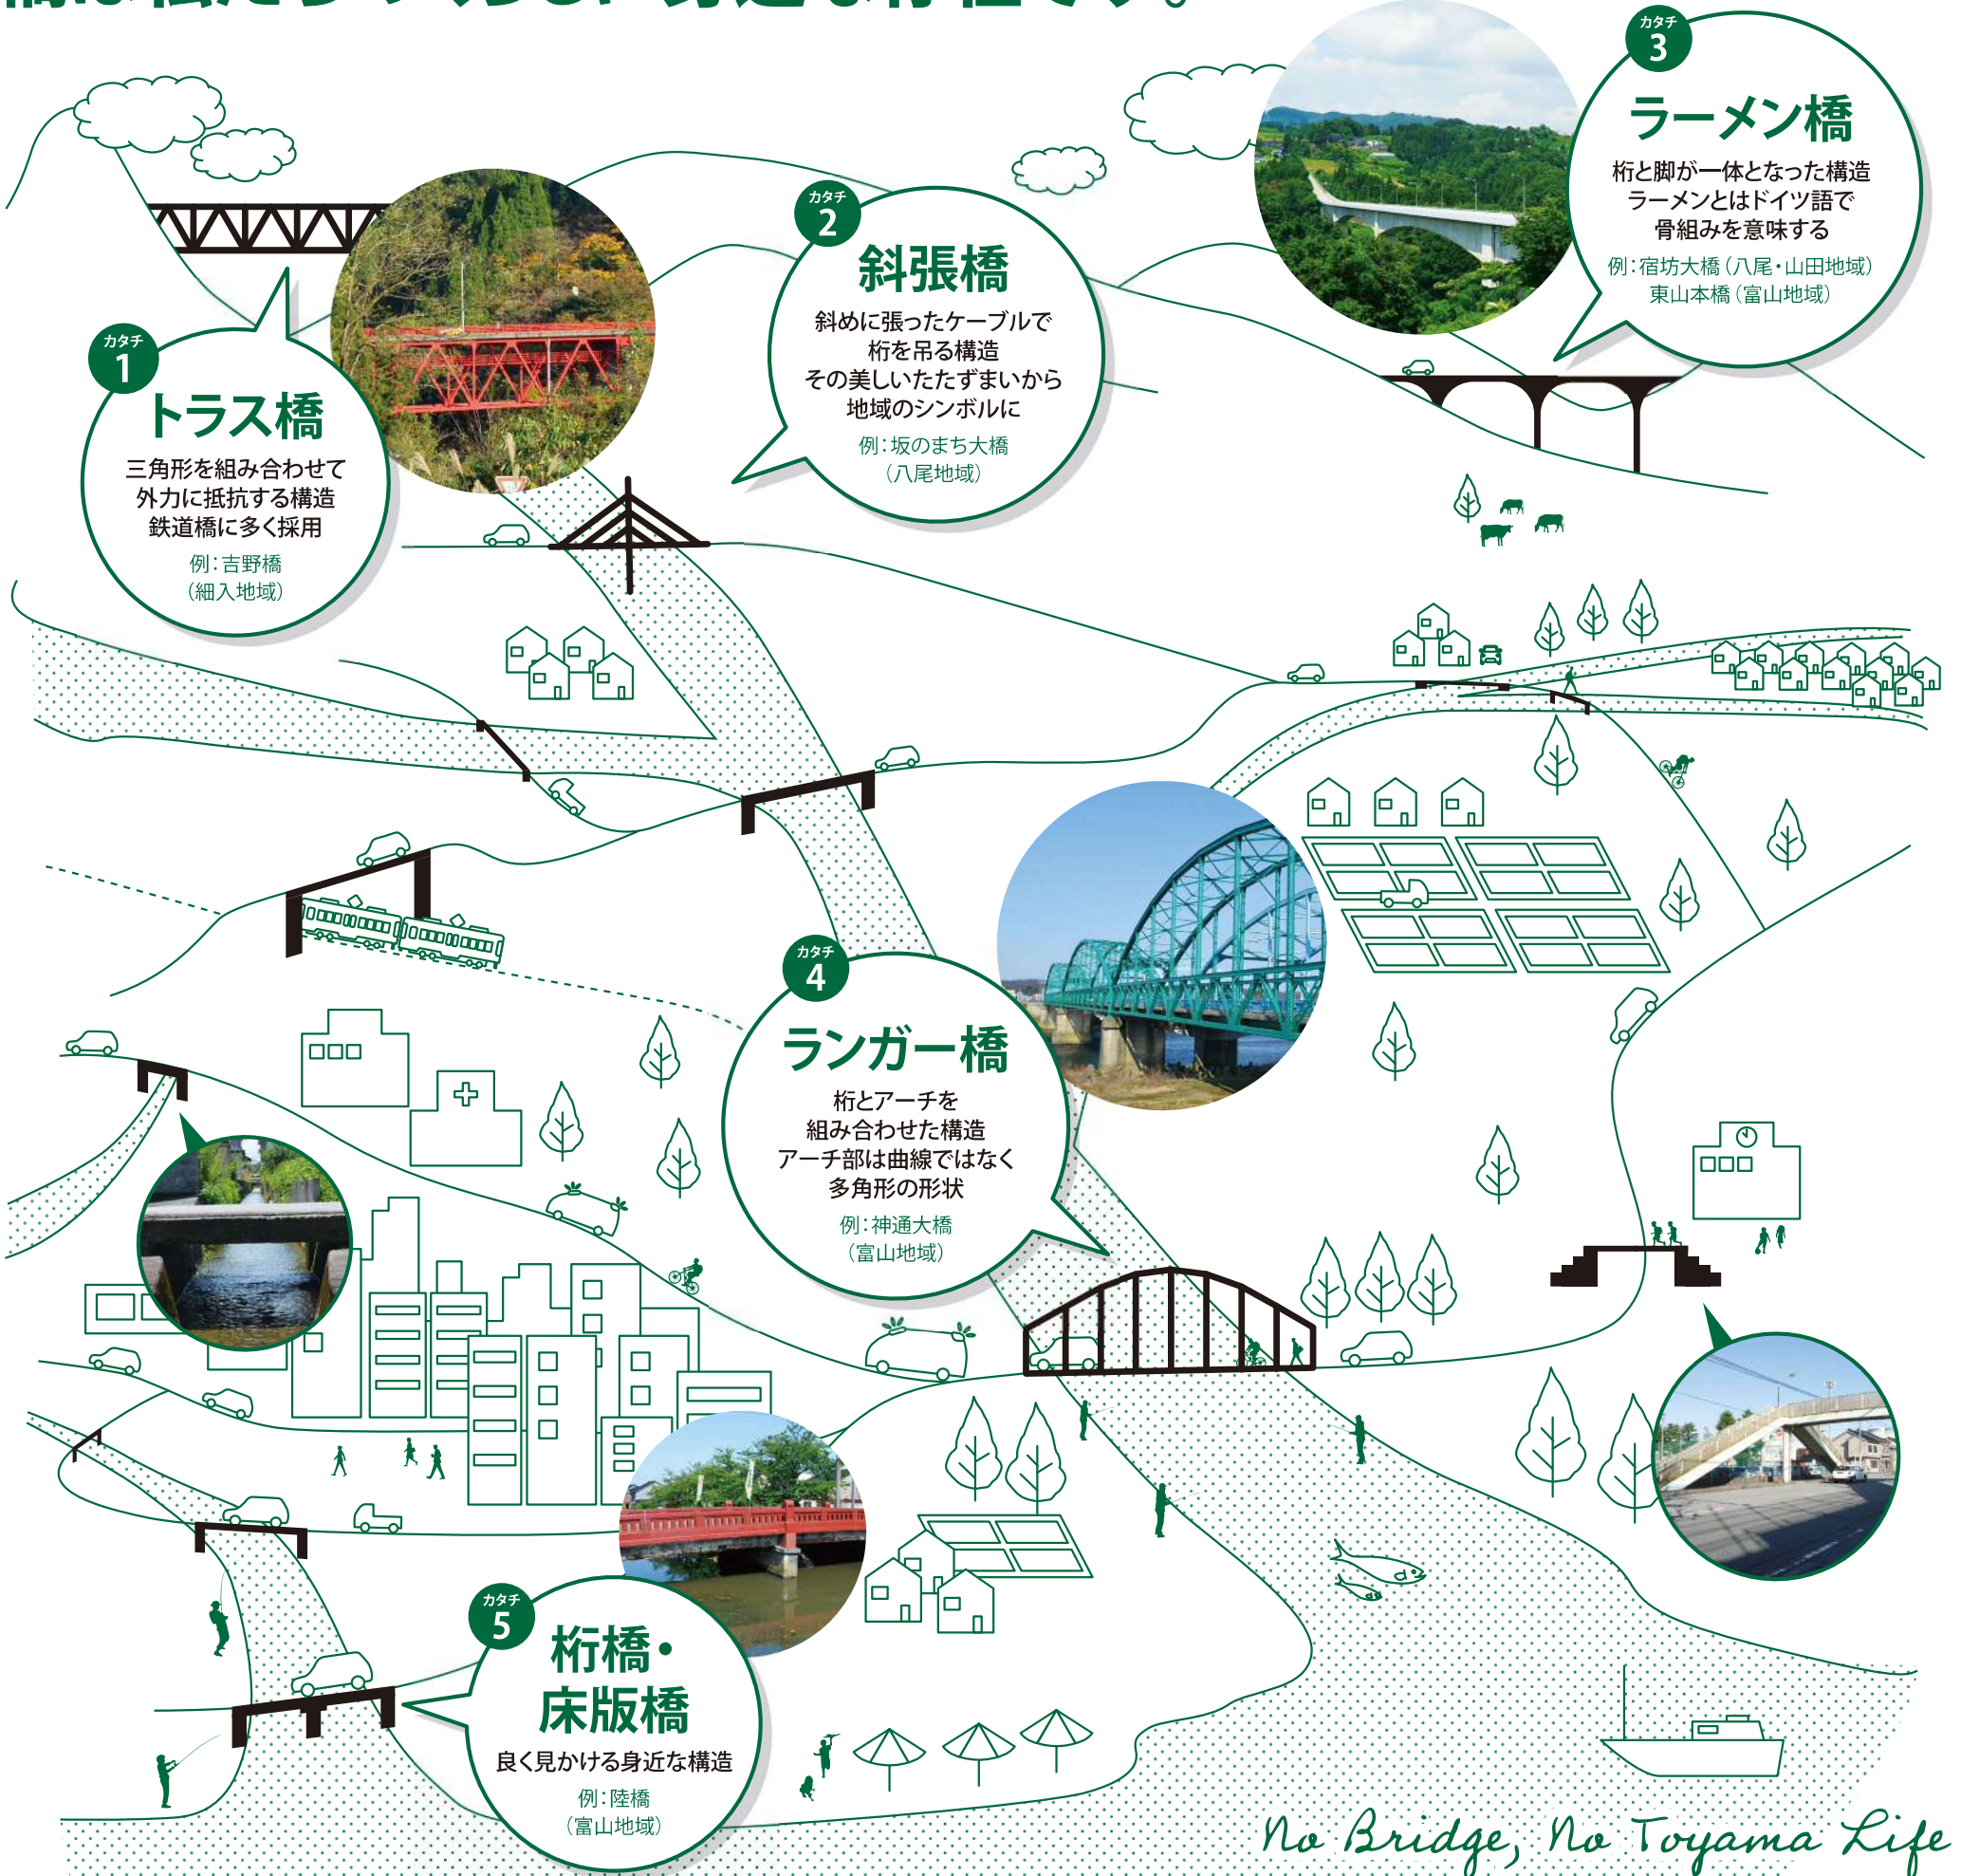 カタチ
1
トラス橋
三角形を組み合わせて
外力に抵抗する構造
鉄道橋に多く採用
例：吉野橋
（細入地域）
カタチ
2
斜張橋
斜めに張ったケーブルで
桁を吊る構造
その美しいたたずまいから
地域のシンボルに
例：坂のまち大橋
（八尾地域）
カタチ
3
ラーメン橋
桁と脚が一体となった構造
ラーメンとはドイツ語で
骨組みを意味する
例：宿坊大橋（八尾・山田地域）
東山本橋（富山地域）
カタチ
4
ランガー橋
桁とアーチを
組み合わせた構造
アーチ部は曲線ではなく
多角形の形状
例：神通大橋
（富山地域）
カタチ
5
桁橋・
床版橋
良く見かける身近な構造
例：陸橋
（富山地域）
No Bridge, No Toyama Life